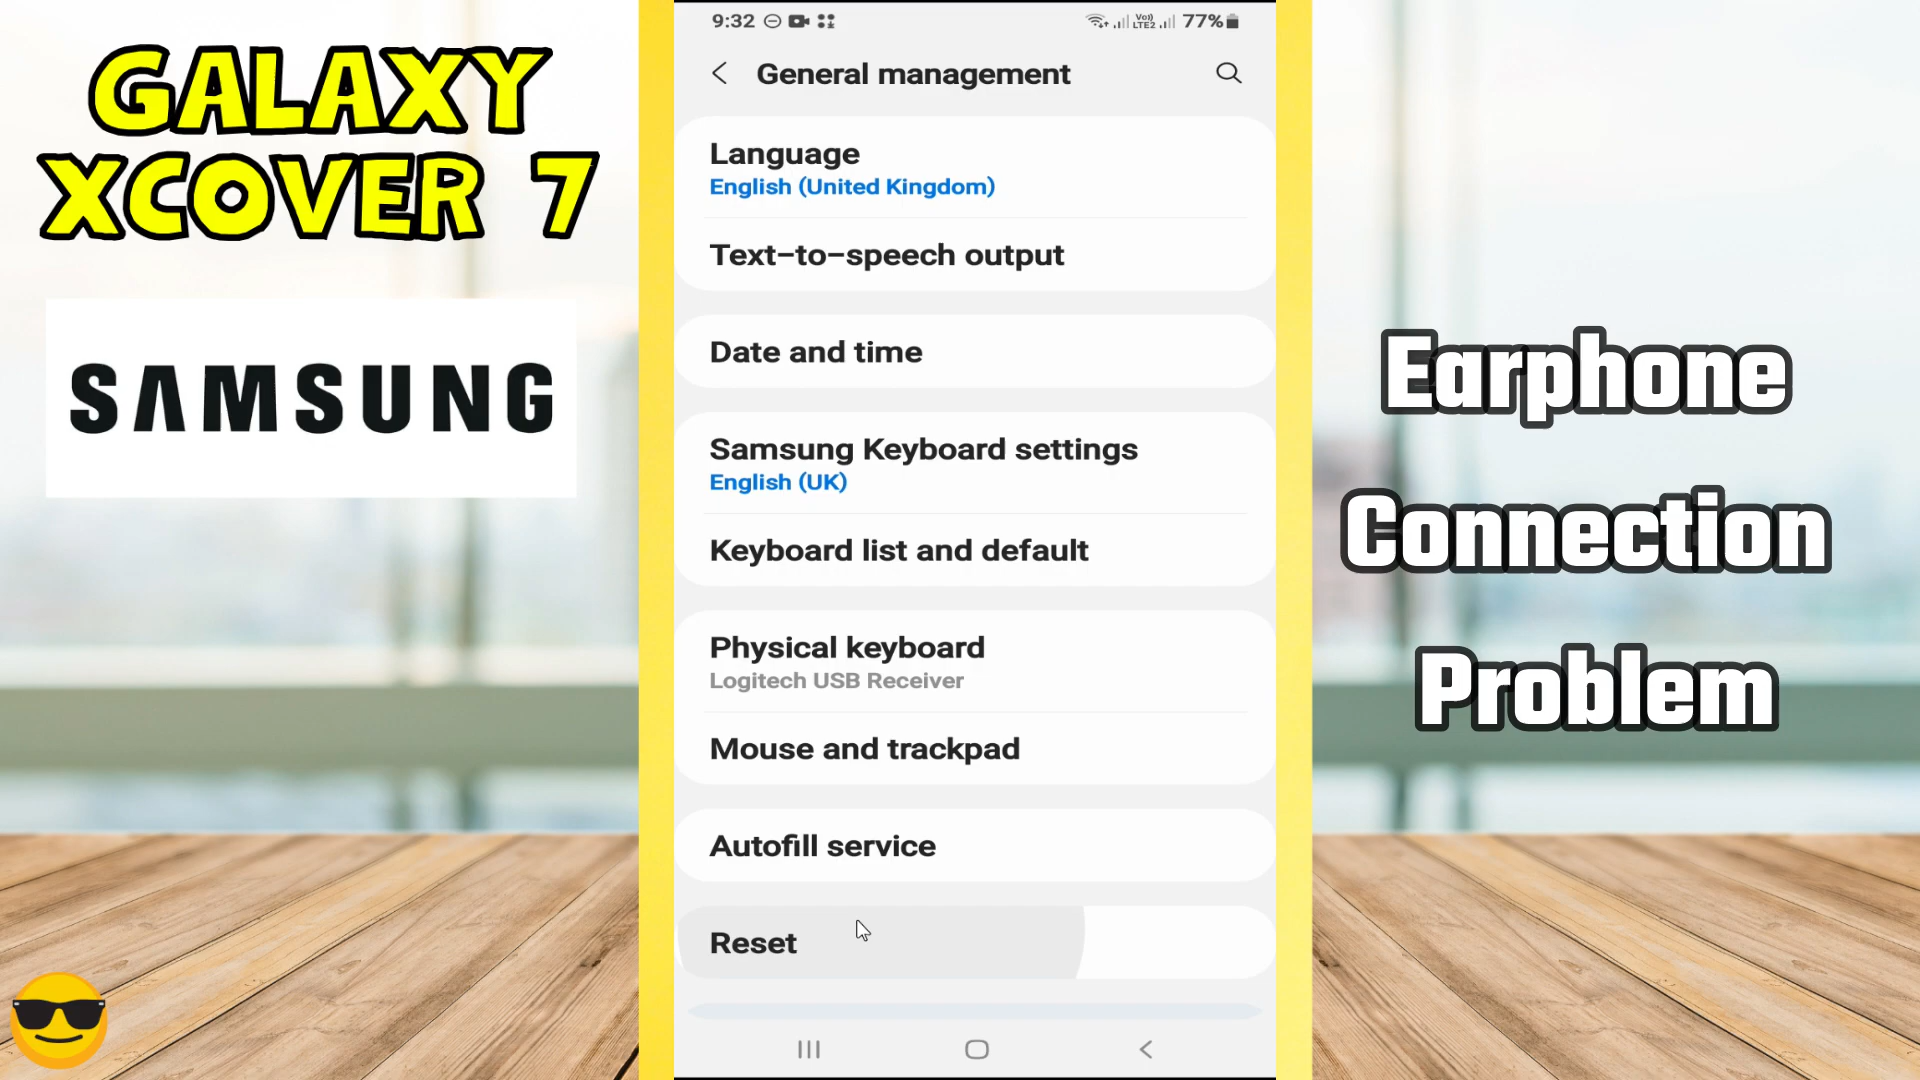 GALAXY
XCOVER 7
SAMSUNG
9:32
Vo))
LTE2
77%
General management
Language
English (United Kingdom)
Text-to-speech output
Date and time
Samsung Keyboard settings
English (UK)
Keyboard list and default
Physical keyboard
Logitech USB Receiver
Mouse and trackpad
Autofill service
Reset
Earphone
Connection
Problem